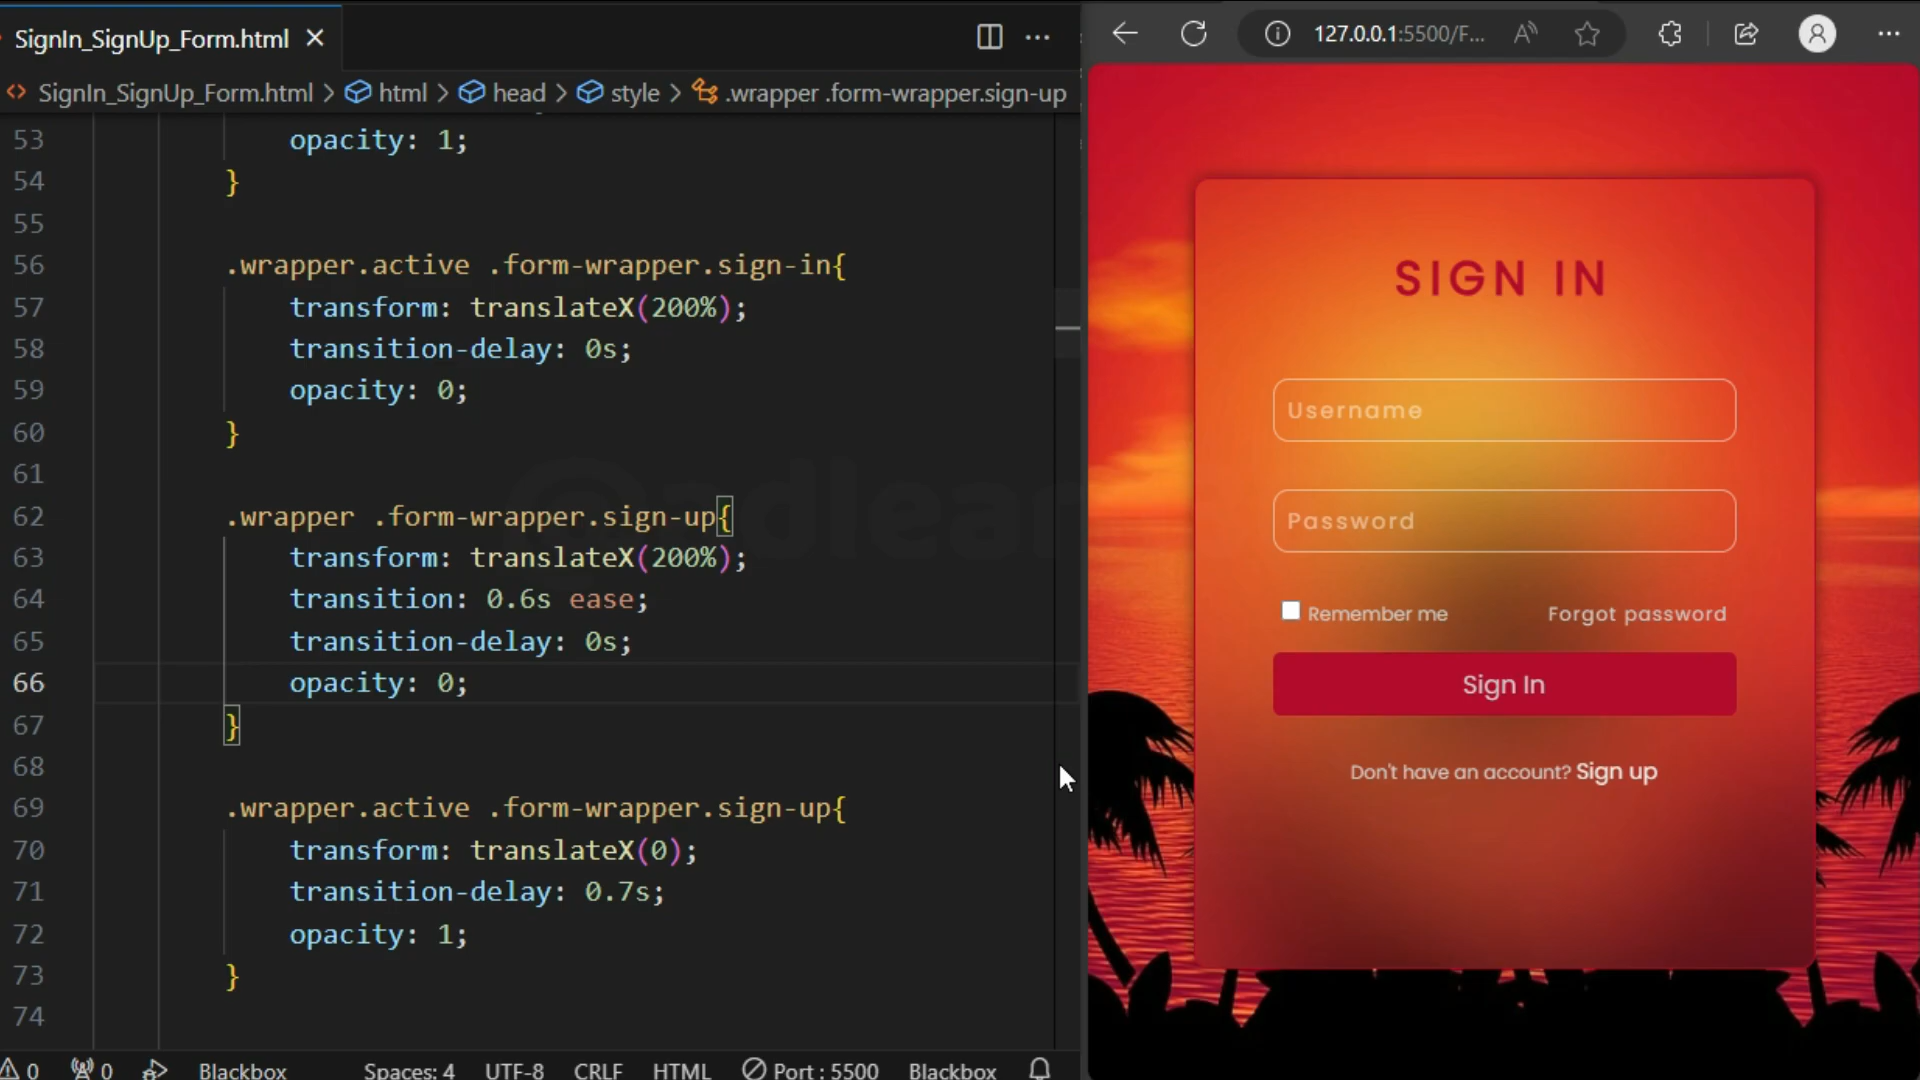 SignIn_SignUp_Form.html
SignIn_SignUp_Form.html > html > head > style > .wrapper .form-wrapper.sign-up
53 opacity: 1;
54 }
55
56 .wrapper.active .form-wrapper.sign-in{
57 transform: translateX(200%);
58 transition-delay: 0s;
59 opacity: 0;
60 }
61
62 .wrapper .form-wrapper.sign-up{
63 transform: translateX(200%);
64 transition: 0.6s ease;
65 transition-delay: 0s;
66 opacity: 0;
67 }
68
69 .wrapper.active .form-wrapper.sign-up{
70 transform: translateX(0);
71 transition-delay: 0.7s;
72 opacity: 1;
73 }
74
0 0 Blackbox Spaces: 4 UTF-8 CRLF HTML Port : 5500 Blackbox
127.0.0.1:5500/F...
SIGN IN
Username
Password
Remember me Forgot password
Sign In
Don't have an account? Sign up